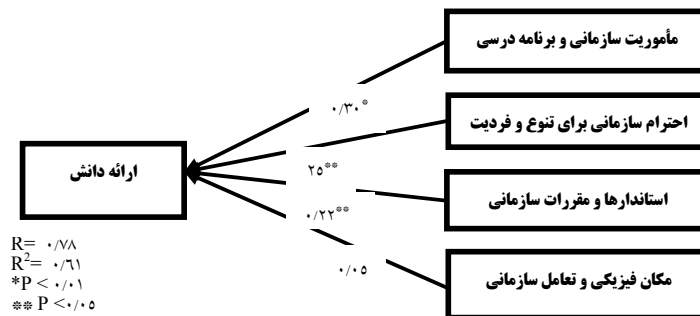 مأموریت سازمانی و برنامه درسی
۰/۳۰*
احترام سازمانی برای تنوع و فردیت
ارائه دانش
۲۵**
استاندارها و مقررات سازمانی
۰/۲۲**
R= ۰/۷۸
R²= ۰/۶۱
*P < ۰/۰۱
** P <۰/۰۵
۰/۰۵
مکان فیزیکی و تعامل سازمانی